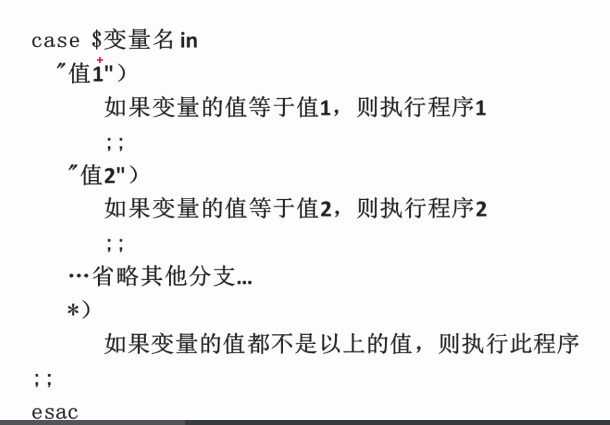 case $变量名 in
"值1"）
如果变量的值等于值1，则执行程序1
;;
"值2"）
如果变量的值等于值2，则执行程序2
;;
…省略其他分支…
*）
如果变量的值都不是以上的值，则执行此程序
;;
esac